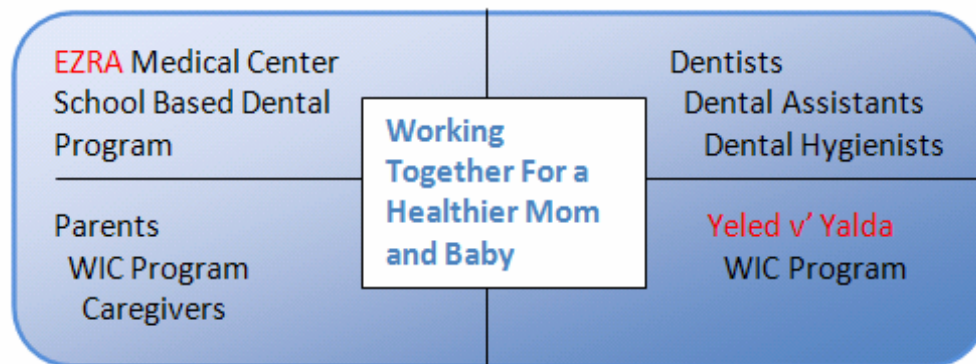 EZRA Medical Center
School Based Dental
Program
Dentists
Dental Assistants
Dental Hygienists
Working
Together For a
Healthier Mom
and Baby
Parents
WIC Program
Caregivers
Yeled v’ Yalda
WIC Program